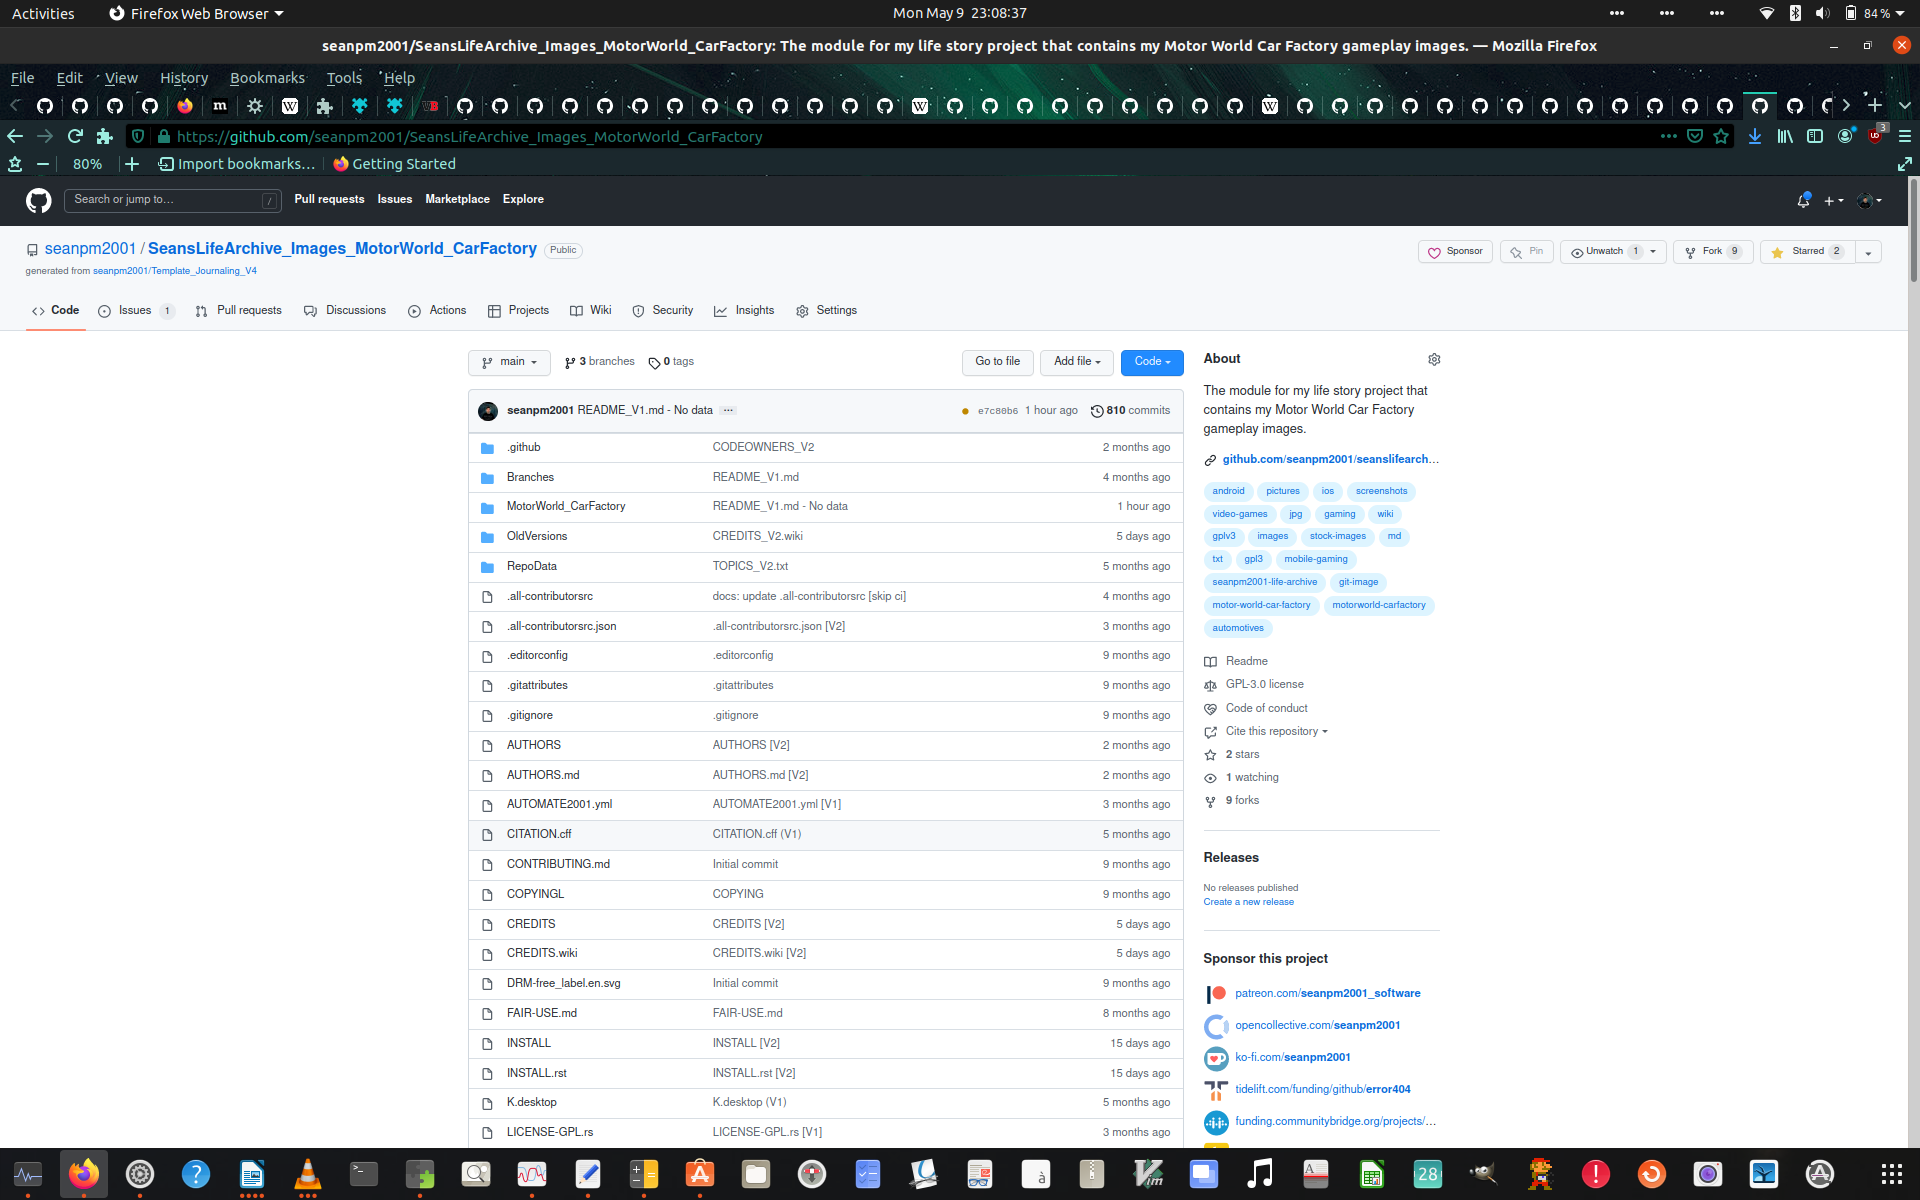 Activities
Firefox Web Browser
Mon May 9 23:08:37
84 %
seanpm2001/SeansLifeArchive_Images_MotorWorld_CarFactory: The module for my life story project that contains my Motor World Car Factory gameplay images. — Mozilla Firefox
File Edit View History Bookmarks Tools Help
https://github.com/seanpm2001/SeansLifeArchive_Images_MotorWorld_CarFactory
3
80% Import bookmarks... Getting Started
Search or jump to... / Pull requests Issues Marketplace Explore
seanpm2001 / SeansLifeArchive_Images_MotorWorld_CarFactory Public
Sponsor Pin Unwatch 1 Fork 9 Starred 2
generated from seanpm2001/Template_Journaling_V4
Code Issues 1 Pull requests Discussions Actions Projects Wiki Security Insights Settings
main 3 branches 0 tags Go to file Add file Code
seanpm2001 README_V1.md - No data ... e7c80b6 1 hour ago 810 commits
.github CODEOWNERS_V2 2 months ago
Branches README_V1.md 4 months ago
MotorWorld_CarFactory README_V1.md - No data 1 hour ago
OldVersions CREDITS_V2.wiki 5 days ago
RepoData TOPICS_V2.txt 5 months ago
.all-contributorsrc docs: update .all-contributorsrc [skip ci] 4 months ago
.all-contributorsrc.json .all-contributorsrc.json [V2] 3 months ago
.editorconfig .editorconfig 9 months ago
.gitattributes .gitattributes 9 months ago
.gitignore .gitignore 9 months ago
AUTHORS AUTHORS [V2] 2 months ago
AUTHORS.md AUTHORS.md [V2] 2 months ago
AUTOMATE2001.yml AUTOMATE2001.yml [V1] 3 months ago
CITATION.cff CITATION.cff (V1) 5 months ago
CONTRIBUTING.md Initial commit 9 months ago
COPYINGL COPYING 9 months ago
CREDITS CREDITS [V2] 5 days ago
CREDITS.wiki CREDITS.wiki [V2] 5 days ago
DRM-free_label.en.svg Initial commit 9 months ago
FAIR-USE.md FAIR-USE.md 8 months ago
INSTALL INSTALL [V2] 15 days ago
INSTALL.rst INSTALL.rst [V2] 15 days ago
K.desktop K.desktop (V1) 5 months ago
LICENSE-GPL.rs LICENSE-GPL.rs [V1] 3 months ago
About
The module for my life story project that
contains my Motor World Car Factory
gameplay images.
github.com/seanpm2001/seanslifearch...
android pictures ios screenshots
video-games jpg gaming wiki
gplv3 images stock-images md
txt gpl3 mobile-gaming
seanpm2001-life-archive git-image
motor-world-car-factory motorworld-carfactory
automotives
Readme
GPL-3.0 license
Code of conduct
Cite this repository
2 stars
1 watching
9 forks
Releases
No releases published
Create a new release
Sponsor this project
patreon.com/seanpm2001_software
opencollective.com/seanpm2001
ko-fi.com/seanpm2001
tidelift.com/funding/github/error404
funding.communitybridge.org/projects/...
28